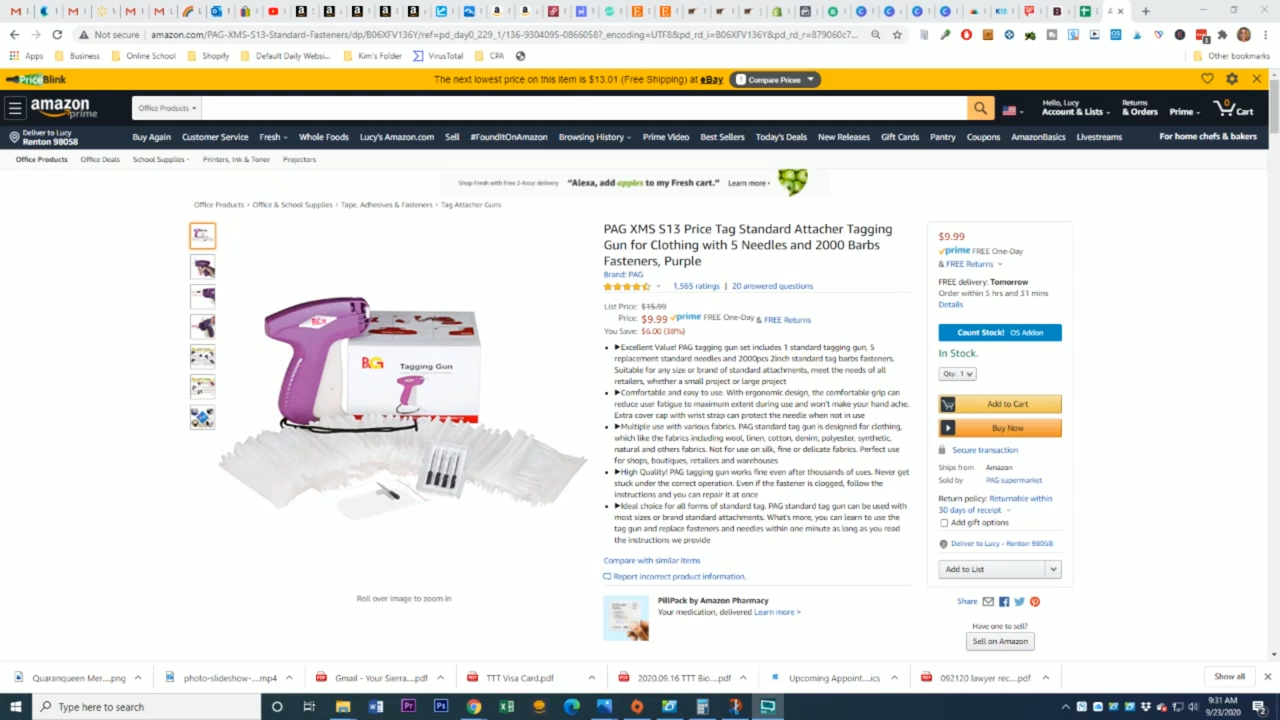 Not secure
amazon.com/PAG-XMS-S13-Standard-Fasteners/dp/B06XFV136Y/ref=pd_day0_229_1/136-9304095-0866058?_encoding=UTF8&pd_rd_i=B06XFV136Y&pd_rd_r=879060c7...
Apps Business Online School Shopify Default Daily Websi... Kim's Folder VirusTotal CPA Other bookmarks
PriceBlink The next lowest price on this item is $13.01 (Free Shipping) at eBay Compare Prices
amazon prime Office Products Hello, Lucy Account & Lists Returns & Orders Prime 0 Cart
Deliver to Lucy
Renton 98058
Buy Again Customer Service Fresh Whole Foods Lucy's Amazon.com Sell #FoundItOnAmazon Browsing History Prime Video Best Sellers Today's Deals New Releases Gift Cards Pantry Coupons AmazonBasics Livestreams For home chefs & bakers
Office Products Office Deals School Supplies Printers, Ink & Toner Projectors
Shop Fresh with Free 2-hour delivery "Alexa, add apples to my Fresh cart." Learn more
Office Products › Office & School Supplies › Tape, Adhesives & Fasteners › Tag Attacher Guns
PAG
Tagging Gun
Roll over image to zoom in
PAG XMS S13 Price Tag Standard Attacher Tagging
Gun for Clothing with 5 Needles and 2000 Barbs
Fasteners, Purple
Brand: PAG
1,565 ratings | 20 answered questions
List Price: $15.99
Price: $9.99 prime FREE One-Day & FREE Returns
You Save: $6.00 (38%)
• ►Excellent Value! PAG tagging gun set includes 1 standard tagging gun, 5
replacement standard needles and 2000pcs 2inch standard tag barbs fasteners.
Suitable for any size or brand of standard attachments, meet the needs of all
retailers, whether a small project or large project
• ►Comfortable and easy to use. With ergonomic design, the comfortable grip can
reduce user fatigue to maximum extent during use and won't make your hand ache.
Extra cover cap with wrist strap can protect the needle when not in use
• ►Multiple use with various fabrics. PAG standard tag gun is designed for clothing,
which like the fabrics including wool, linen, cotton, denim, polyester, synthetic,
natural and others fabrics. Not for use on silk, fine or delicate fabrics. Perfect use
for shops, boutiques, retailers and warehouses
• ►High Quality! PAG tagging gun works fine even after thousands of uses. Never get
stuck under the correct operation. Even if the fastener is clogged, follow the
instructions and you can repair it at once
• ►Ideal choice for all forms of standard tag. PAG standard tag gun can be used with
most sizes or brand standard attachments. What's more, you can learn to use the
tag gun and replace fasteners and needles within one minute as long as you read
the instructions we provide
Compare with similar items
Report incorrect product information.
PillPack by Amazon Pharmacy
Your medication, delivered Learn more >
$9.99
prime FREE One-Day
& FREE Returns
FREE delivery: Tomorrow
Order within 5 hrs and 31 mins
Details
Count Stock! OS Addon
In Stock.
Qty: 1
Add to Cart
Buy Now
Secure transaction
Ships from Amazon
Sold by PAG supermarket
Return policy: Returnable within
30 days of receipt
Add gift options
Deliver to Lucy - Renton 98058
Add to List
Share
Have one to sell?
Sell on Amazon
Quaranqueen Mer....png photo-slideshow-....mp4 Gmail - Your Sierra....pdf TTT Visa Card.pdf 2020.09.16 TTT Bio....pdf Upcoming Appoint....ics 092120 lawyer rec....pdf Show all
Type here to search
9:31 AM
9/23/2020